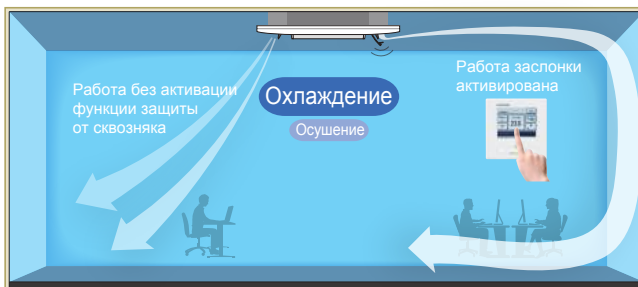 Работа без активации
функции защиты
от сквозняка
Охлаждение
Осушение
Работа заслонки
активирована